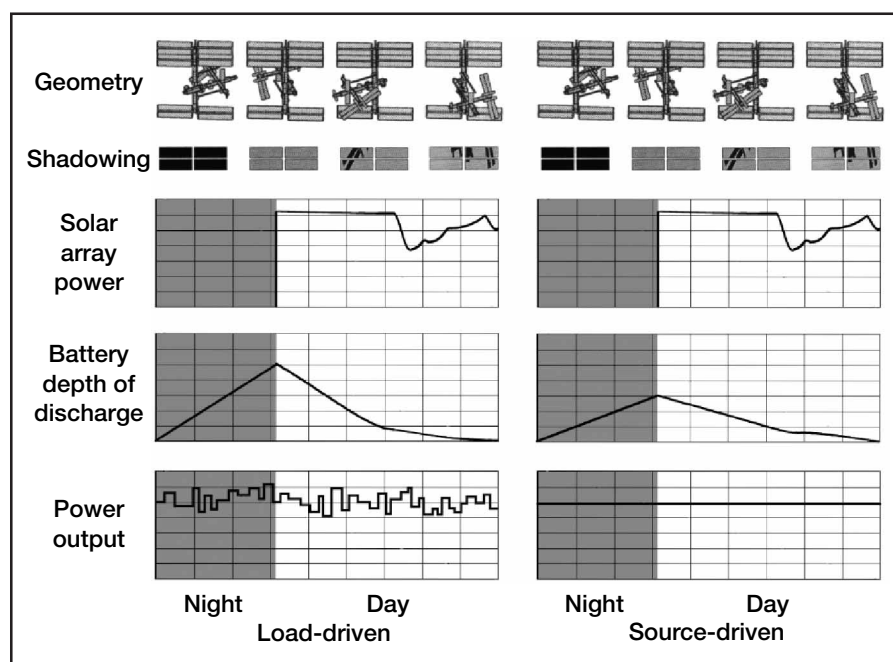 Geometry
Shadowing
Solar
array
power
Battery
depth of
discharge
Power
output
Night Day Night Day
Load-driven Source-driven